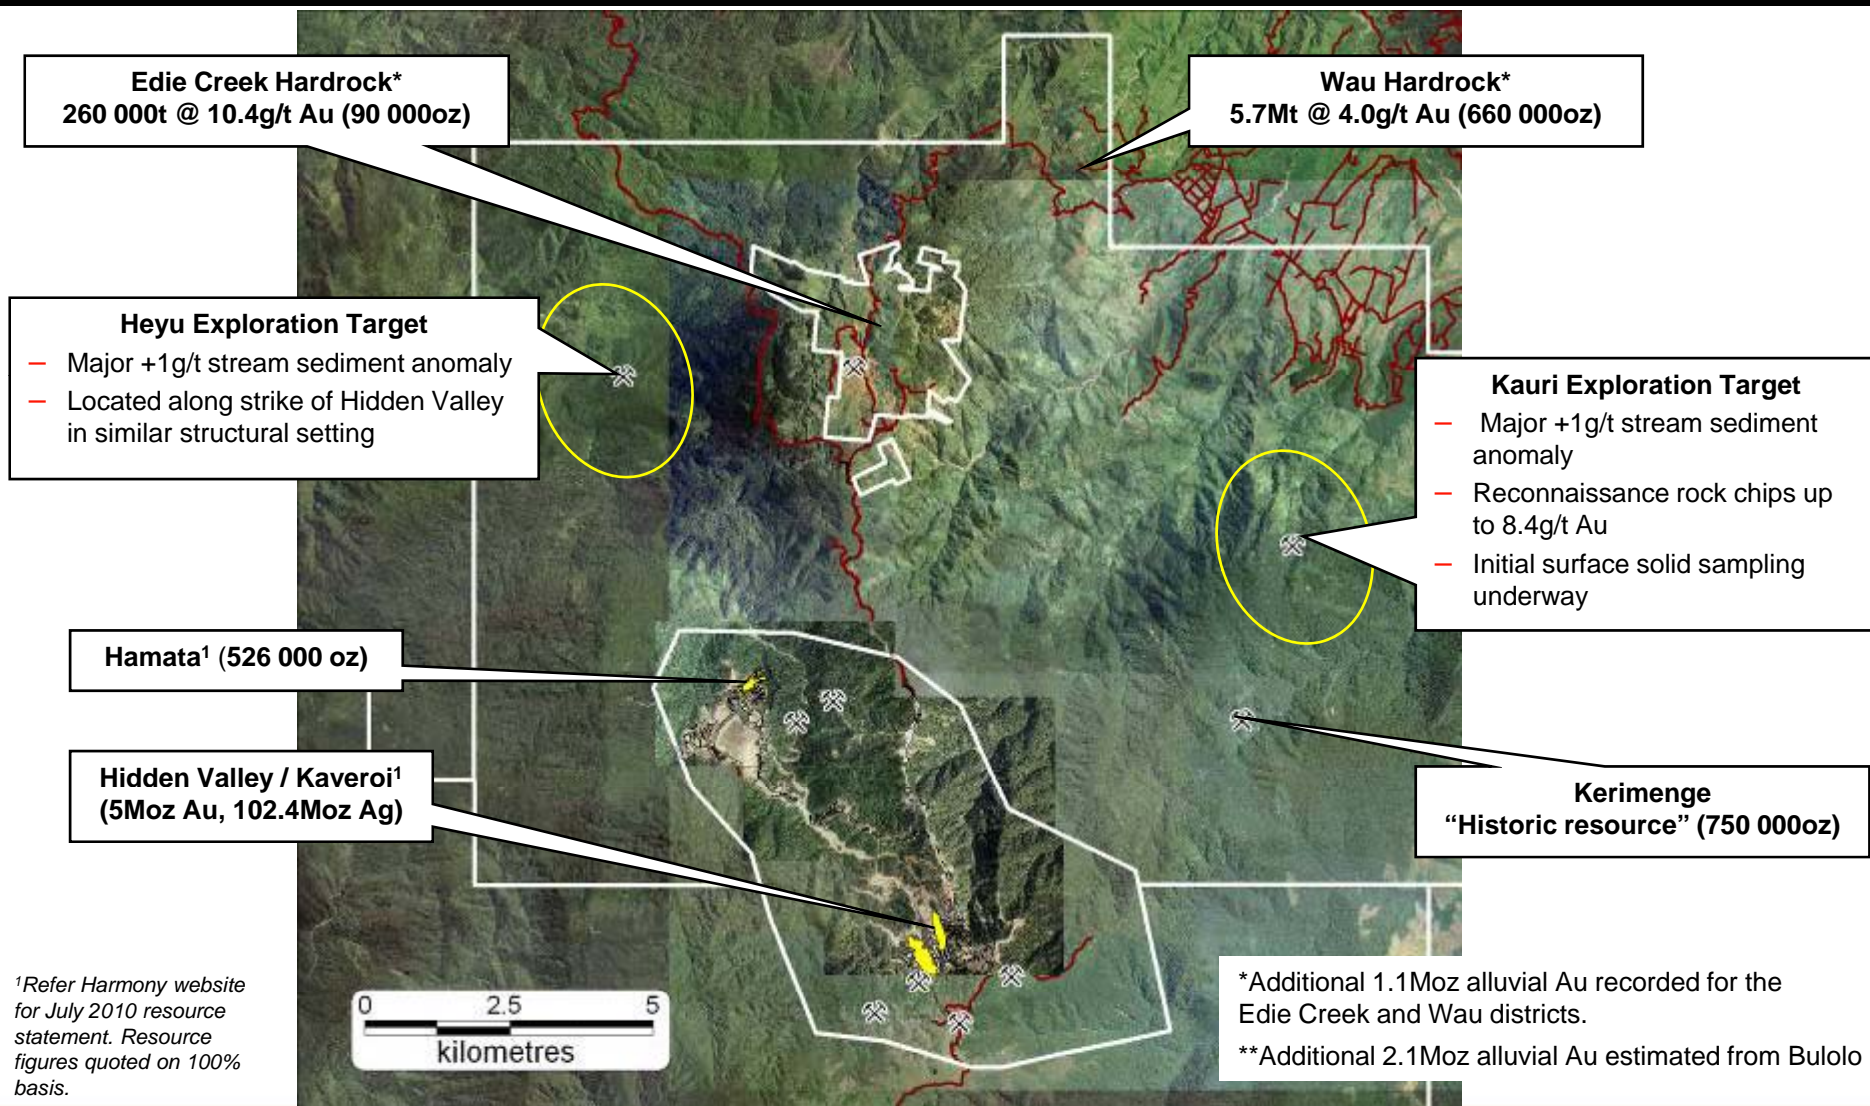 Edie Creek Hardrock*
260 000t @ 10.4g/t Au (90 000oz)
Wau Hardrock*
5.7Mt @ 4.0g/t Au (660 000oz)
Heyu Exploration Target
– Major +1g/t stream sediment anomaly
– Located along strike of Hidden Valley
in similar structural setting
Kauri Exploration Target
– Major +1g/t stream sediment
anomaly
– Reconnaissance rock chips up
to 8.4g/t Au
– Initial surface solid sampling
underway
Hamata¹ (526 000 oz)
Hidden Valley / Kaveroi¹
(5Moz Au, 102.4Moz Ag)
Kerimenge
“Historic resource” (750 000oz)
¹Refer Harmony website
for July 2010 resource
statement. Resource
figures quoted on 100%
basis.
0 2.5 5
kilometres
*Additional 1.1Moz alluvial Au recorded for the
Edie Creek and Wau districts.
**Additional 2.1Moz alluvial Au estimated from Bulolo